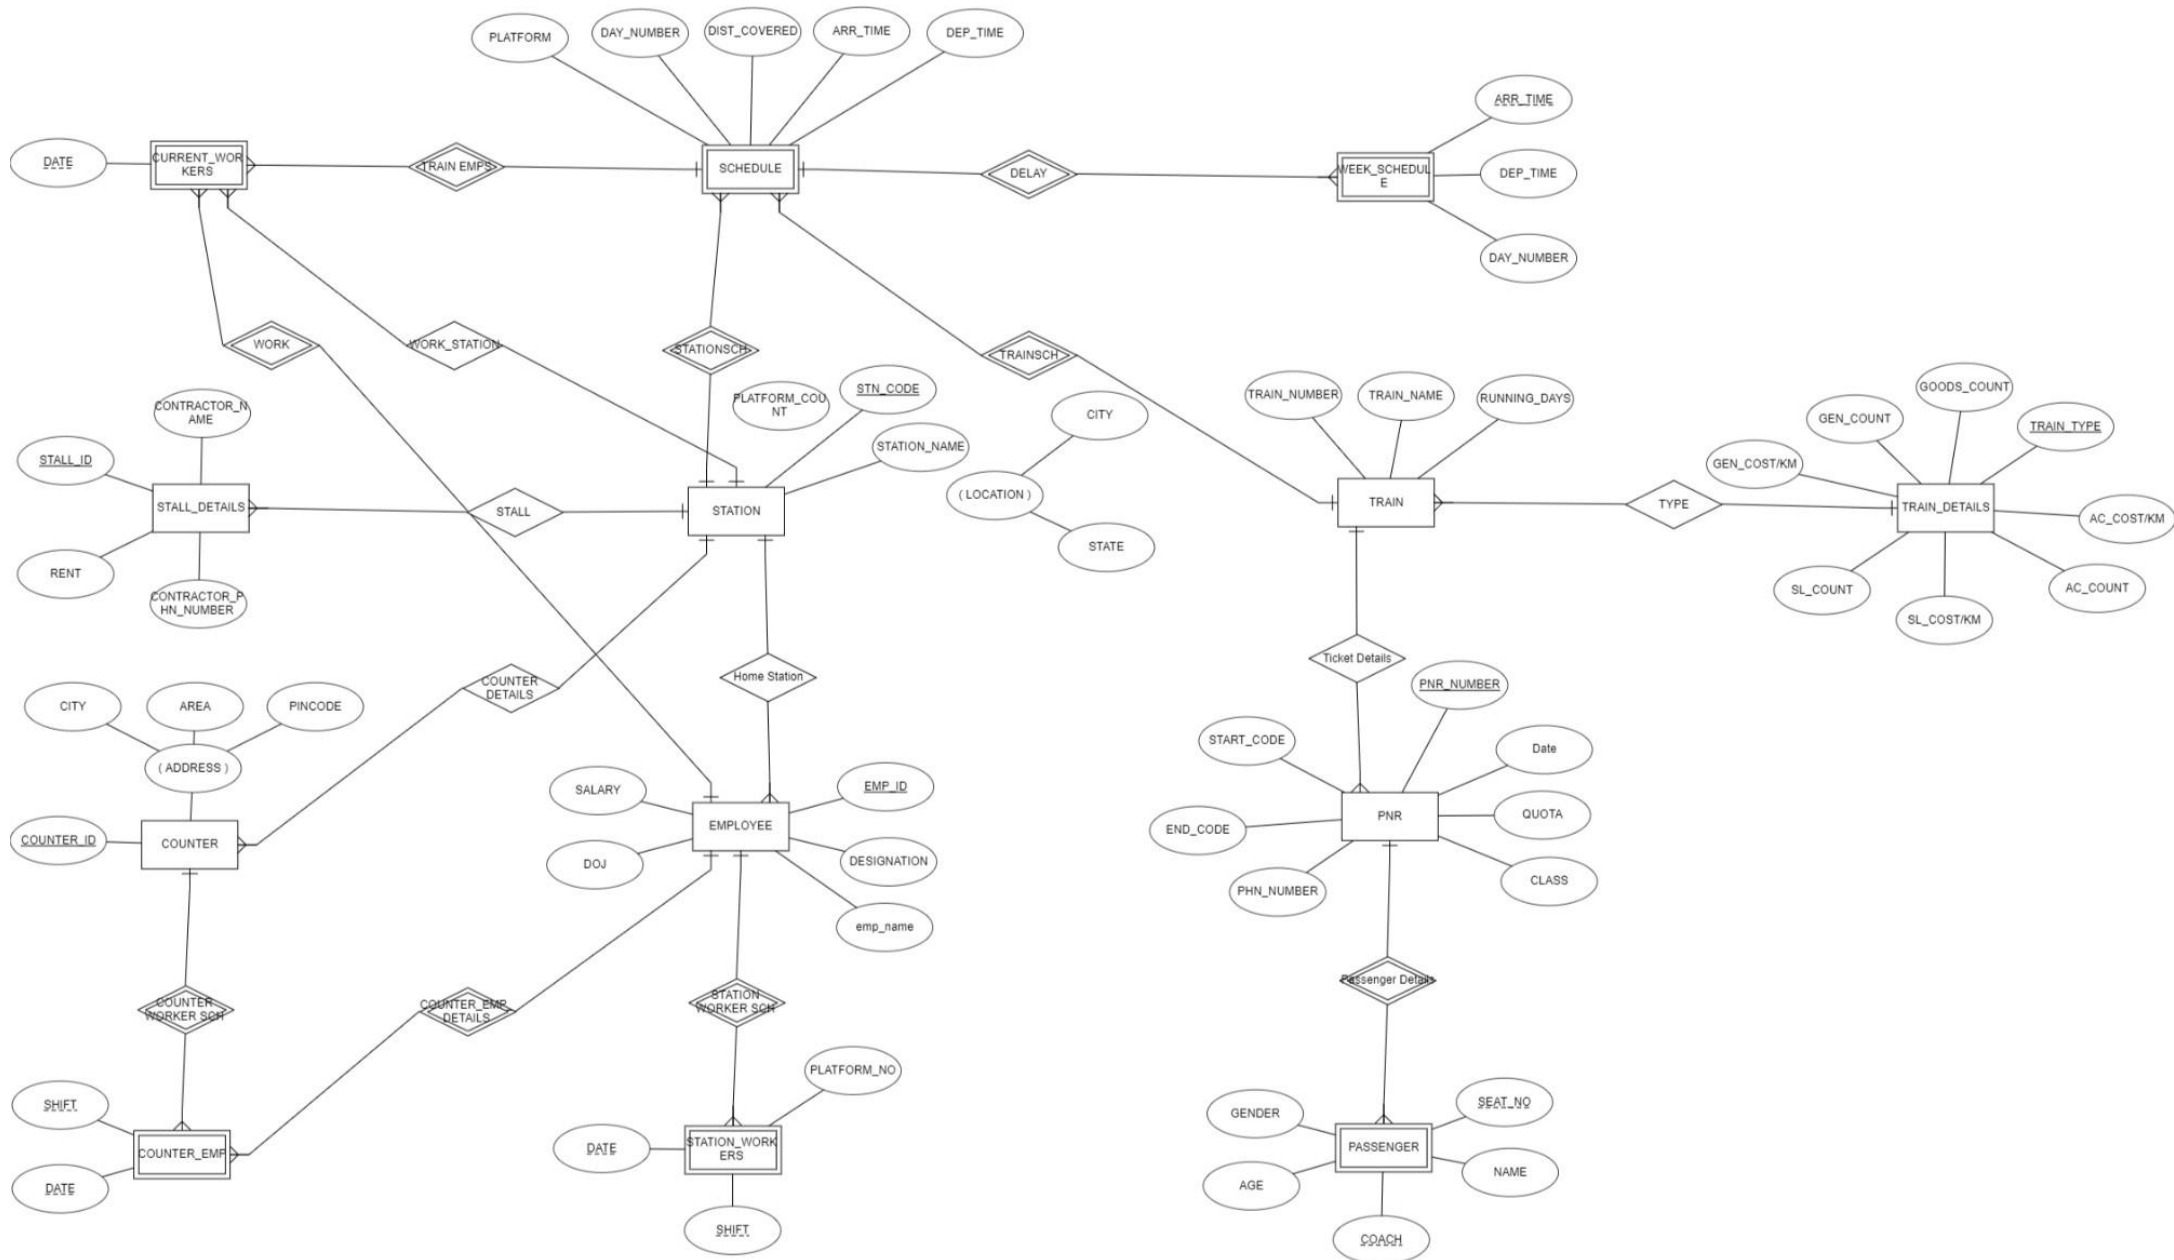 PLATFORM
DAY_NUMBER
DIST_COVERED
ARR_TIME
DEP_TIME
ARR_TIME
DATE
CURRENT_WOR
KERS
TRAIN EMPS
SCHEDULE
DELAY
WEEK_SCHEDUL
E
DEP_TIME
DAY_NUMBER
WORK
WORK_STATION
STATIONSCH
TRAINSCH
PLATFORM_COU
NT
STN_CODE
CITY
TRAIN_NUMBER
TRAIN_NAME
RUNNING_DAYS
GOODS_COUNT
GEN_COUNT
TRAIN_TYPE
CONTRACTOR_N
AME
STALL_ID
STATION_NAME
GEN_COST/KM
STALL_DETAILS
STALL
STATION
( LOCATION )
TRAIN
TYPE
TRAIN_DETAILS
AC_COST/KM
STATE
RENT
CONTRACTOR_P
HN_NUMBER
SL_COUNT
SL_COST/KM
AC_COUNT
COUNTER
DETAILS
Home Station
Ticket Details
PNR_NUMBER
CITY
AREA
PINCODE
( ADDRESS )
START_CODE
Date
SALARY
EMP_ID
COUNTER_ID
COUNTER
EMPLOYEE
END_CODE
PNR
QUOTA
DOJ
DESIGNATION
PHN_NUMBER
CLASS
emp_name
COUNTER
WORKER SCH
COUNTER_EMP
DETAILS
STATION
WORKER SCH
Passenger Details
PLATFORM_NO
SHIFT
GENDER
SEAT_NO
COUNTER_EMP
DATE
STATION_WORK
ERS
PASSENGER
DATE
AGE
NAME
SHIFT
COACH